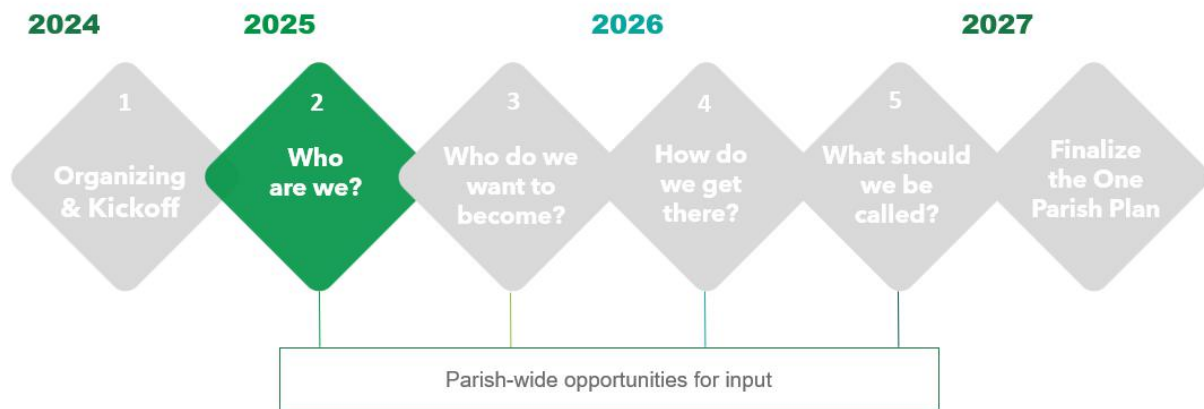 2024
2025
2026
2027
1
Organizing
& Kickoff
2
Who
are we?
3
Who do we
want to
become?
4
How do
we get
there?
5
What should
we be
called?
Finalize
the One
Parish Plan
Parish-wide opportunities for input